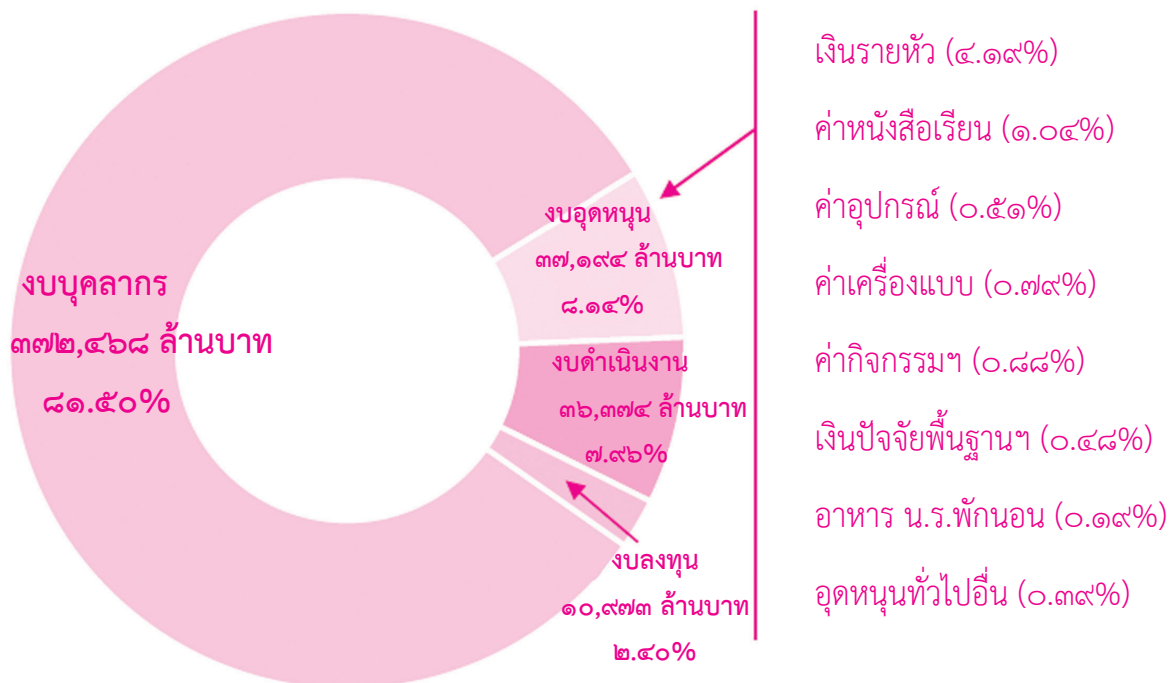 งบบุคลากร
๓๗๒,๔๖๘ ล้านบาท
๘๑.๕๐%
งบอุดหนุน
๓๗,๑๙๔ ล้านบาท
๘.๑๔%
งบดำเนินงาน
๓๖,๓๗๔ ล้านบาท
๗.๙๖%
งบลงทุน
๑๐,๙๗๓ ล้านบาท
๒.๔๐%
เงินรายหัว (๔.๑๙%)
ค่าหนังสือเรียน (๑.๐๔%)
ค่าอุปกรณ์ (๐.๕๑%)
ค่าเครื่องแบบ (๐.๗๙%)
ค่ากิจกรรมฯ (๐.๘๘%)
เงินปัจจัยพื้นฐานฯ (๐.๔๘%)
อาหาร น.ร.พักนอน (๐.๑๙%)
อุดหนุนทั่วไปอื่น (๐.๓๙%)